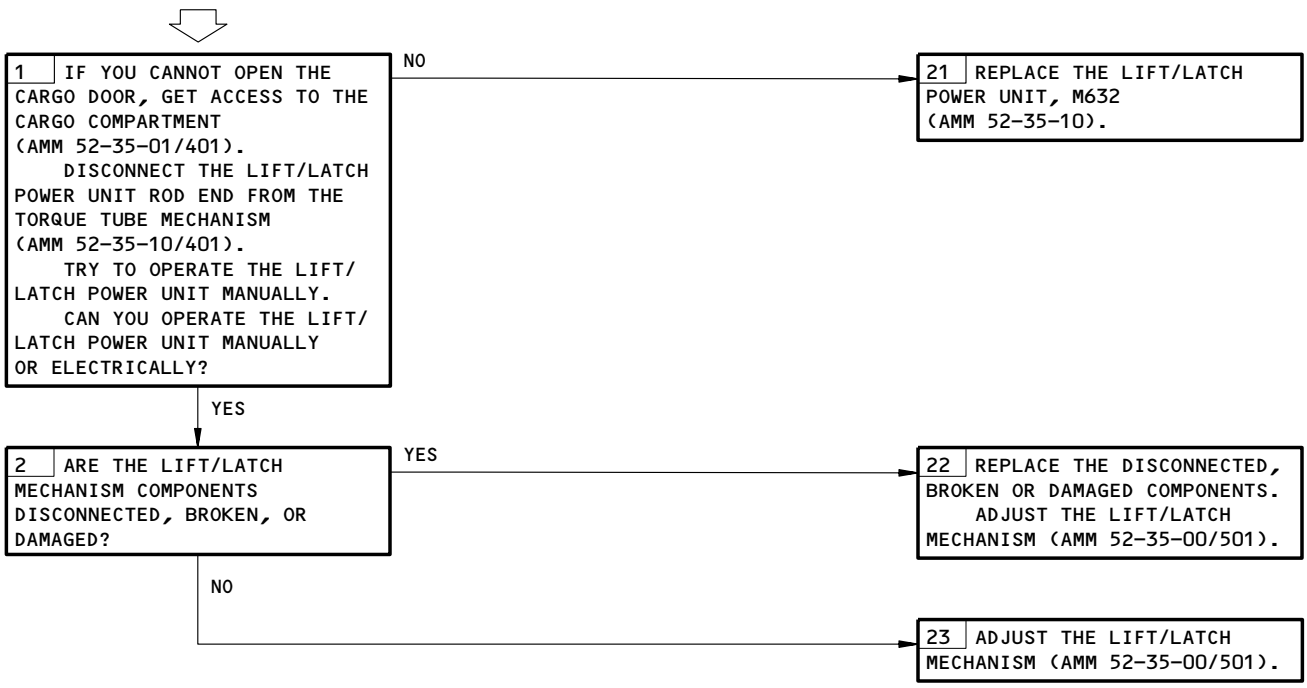 1 IF YOU CANNOT OPEN THE
CARGO DOOR, GET ACCESS TO THE
CARGO COMPARTMENT
(AMM 52-35-01/401).
DISCONNECT THE LIFT/LATCH
POWER UNIT ROD END FROM THE
TORQUE TUBE MECHANISM
(AMM 52-35-10/401).
TRY TO OPERATE THE LIFT/
LATCH POWER UNIT MANUALLY.
CAN YOU OPERATE THE LIFT/
LATCH POWER UNIT MANUALLY
OR ELECTRICALLY?
NO
21 REPLACE THE LIFT/LATCH
POWER UNIT, M632
(AMM 52-35-10).
YES
2 ARE THE LIFT/LATCH
MECHANISM COMPONENTS
DISCONNECTED, BROKEN, OR
DAMAGED?
YES
22 REPLACE THE DISCONNECTED,
BROKEN OR DAMAGED COMPONENTS.
ADJUST THE LIFT/LATCH
MECHANISM (AMM 52-35-00/501).
NO
23 ADJUST THE LIFT/LATCH
MECHANISM (AMM 52-35-00/501).